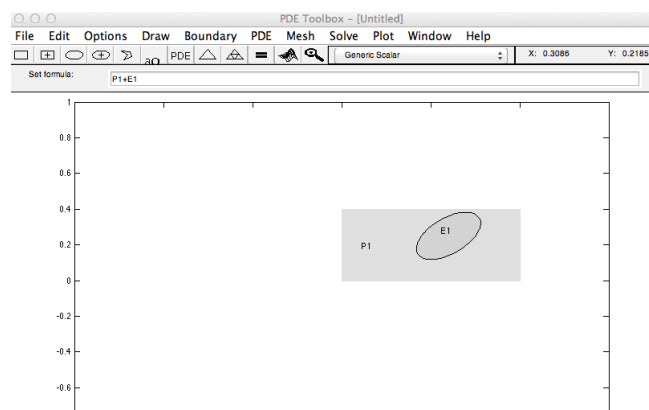 PDE Toolbox – [Untitled]
File Edit Options Draw Boundary PDE Mesh Solve Plot Window Help
PDE Generic Scalar X: 0.3086 Y: 0.2185
Set formula: P1+E1
1
0.8
0.6
0.4
E1
0.2 P1
0
-0.2
-0.4
-0.6